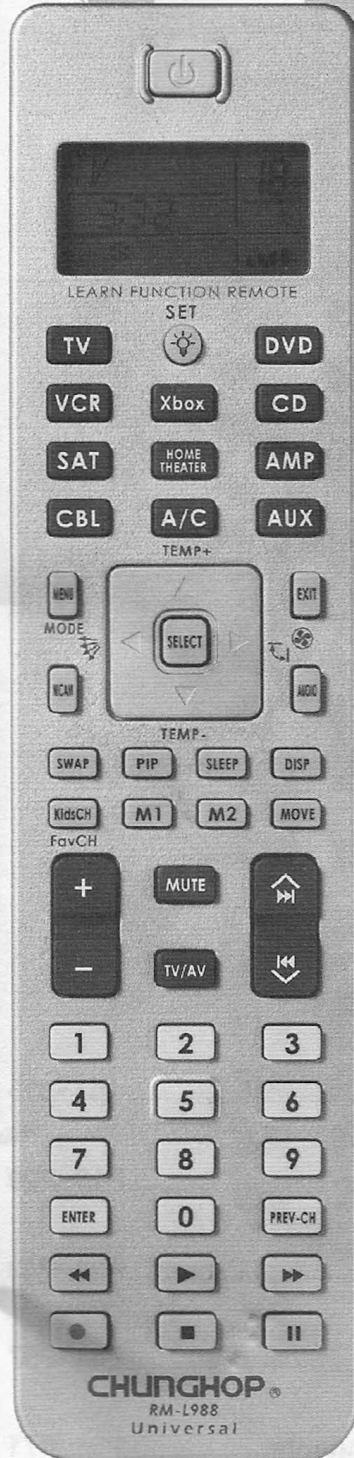 18
LEARN FUNCTION REMOTE
SET
TV DVD
VCR Xbox CD
SAT HOME THEATER AMP
CBL A/C AUX
TEMP+
MENU EXIT
MODE
SELECT
NICAM AUDIO
TEMP-
SWAP PIP SLEEP DISP
KidsCH M1 M2 MOVE
FavCH
+ MUTE
- TV/AV
1 2 3
4 5 6
7 8 9
ENTER 0 PREV-CH
CHUNGHOP®
RM-L988
Universal